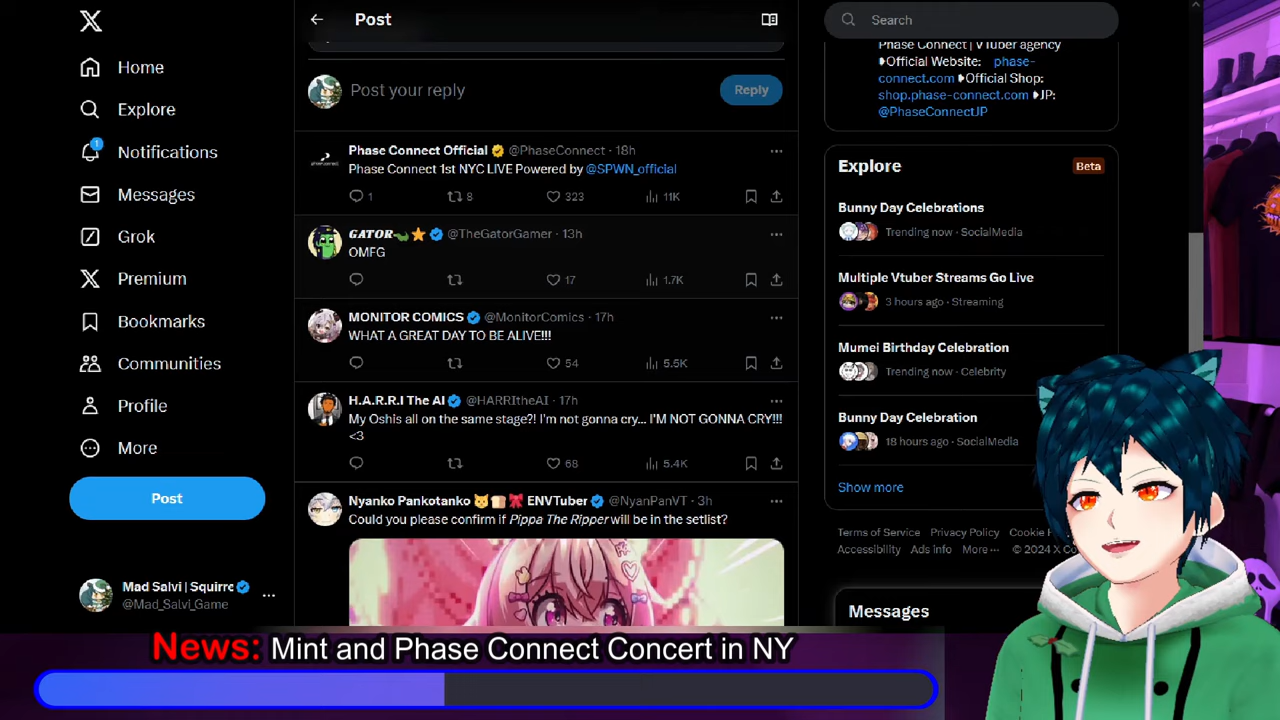 Home
Explore
Notifications
1
Messages
Grok
Premium
Bookmarks
Communities
Profile
More
Post
Mad Salvi | Squirre
@Mad_Salvi_Game
Post
Post your reply
Reply
Phase Connect Official @PhaseConnect · 18h
Phase Connect 1st NYC LIVE Powered by @SPWN_official
1 8 323 11K
GATOR @TheGatorGamer · 13h
OMFG
17 1.7K
MONITOR COMICS @MonitorComics · 17h
WHAT A GREAT DAY TO BE ALIVE!!!
54 5.5K
H.A.R.R.I The AI @HARRItheAI · 17h
My Oshis all on the same stage?! I'm not gonna cry... I'M NOT GONNA CRY!!!
<3
68 5.4K
Nyanko Pankotanko 🐱🍞🎀 ENVTuber @NyanPanVT · 3h
Could you please confirm if Pippa The Ripper will be in the setlist?
Search
Phase Connect | VTuber agency
❥Official Website: phase-
connect.com ❥Official Shop:
shop.phase-connect.com ❥JP:
@PhaseConnectJP
Explore Beta
Bunny Day Celebrations
Trending now · SocialMedia
Multiple Vtuber Streams Go Live
3 hours ago · Streaming
Mumei Birthday Celebration
Trending now · Celebrity
Bunny Day Celebration
18 hours ago · SocialMedia
Show more
Terms of Service Privacy Policy Cookie
Accessibility Ads info More ··· © 2024 X Co
Messages
News: Mint and Phase Connect Concert in NY